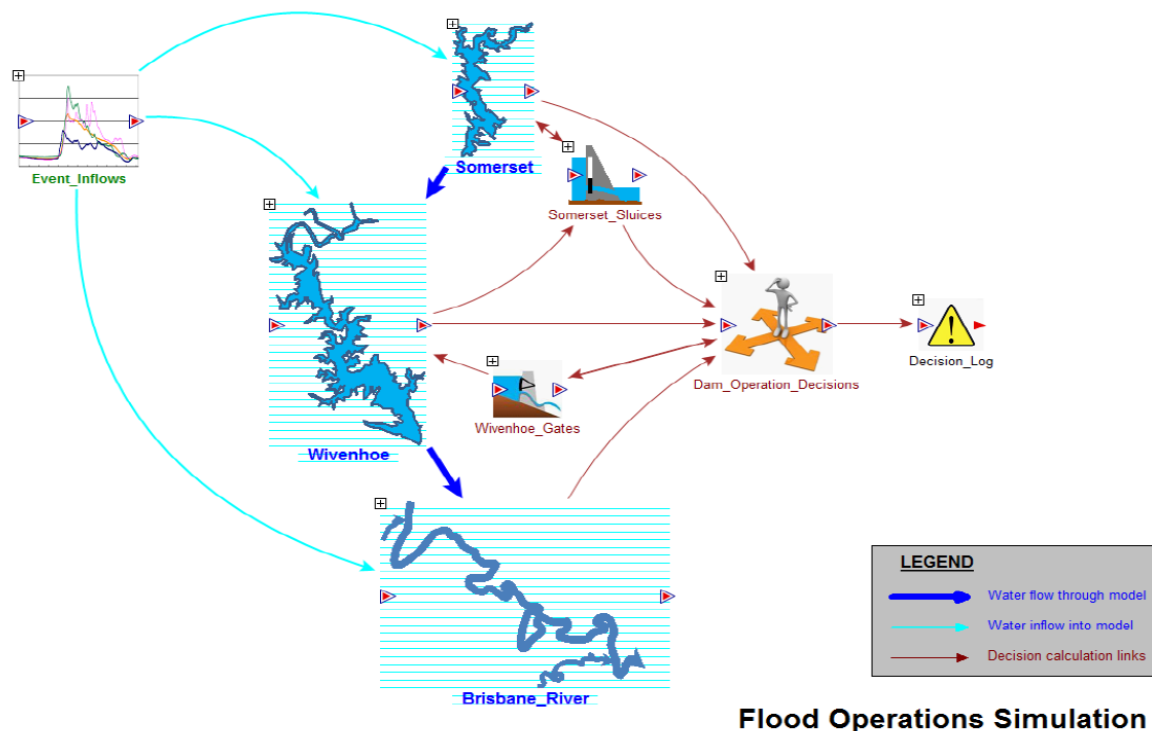 Event_Inflows
Somerset
Somerset_Sluices
Dam_Operation_Decisions
Decision_Log
Wivenhoe_Gates
Wivenhoe
Brisbane_River
LEGEND
Water flow through model
Water inflow into model
Decision calculation links
Flood Operations Simulation